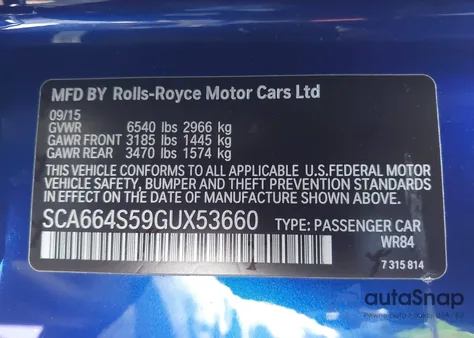 MFD BY Rolls-Royce Motor Cars Ltd
09/15
GVWR 6540 lbs 2966 kg
GAWR FRONT 3185 lbs 1445 kg
GAWR REAR 3470 lbs 1574 kg
THIS VEHICLE CONFORMS TO ALL APPLICABLE U.S.FEDERAL MOTOR
VEHICLE SAFETY, BUMPER, AND THEFT PREVENTION STANDARDS
IN EFFECT ON THE DATE OF MANUFACTURE SHOWN ABOVE.
SCA664S59GUX53660 TYPE: PASSENGER CAR
WR84
7 315 814
autoSnap